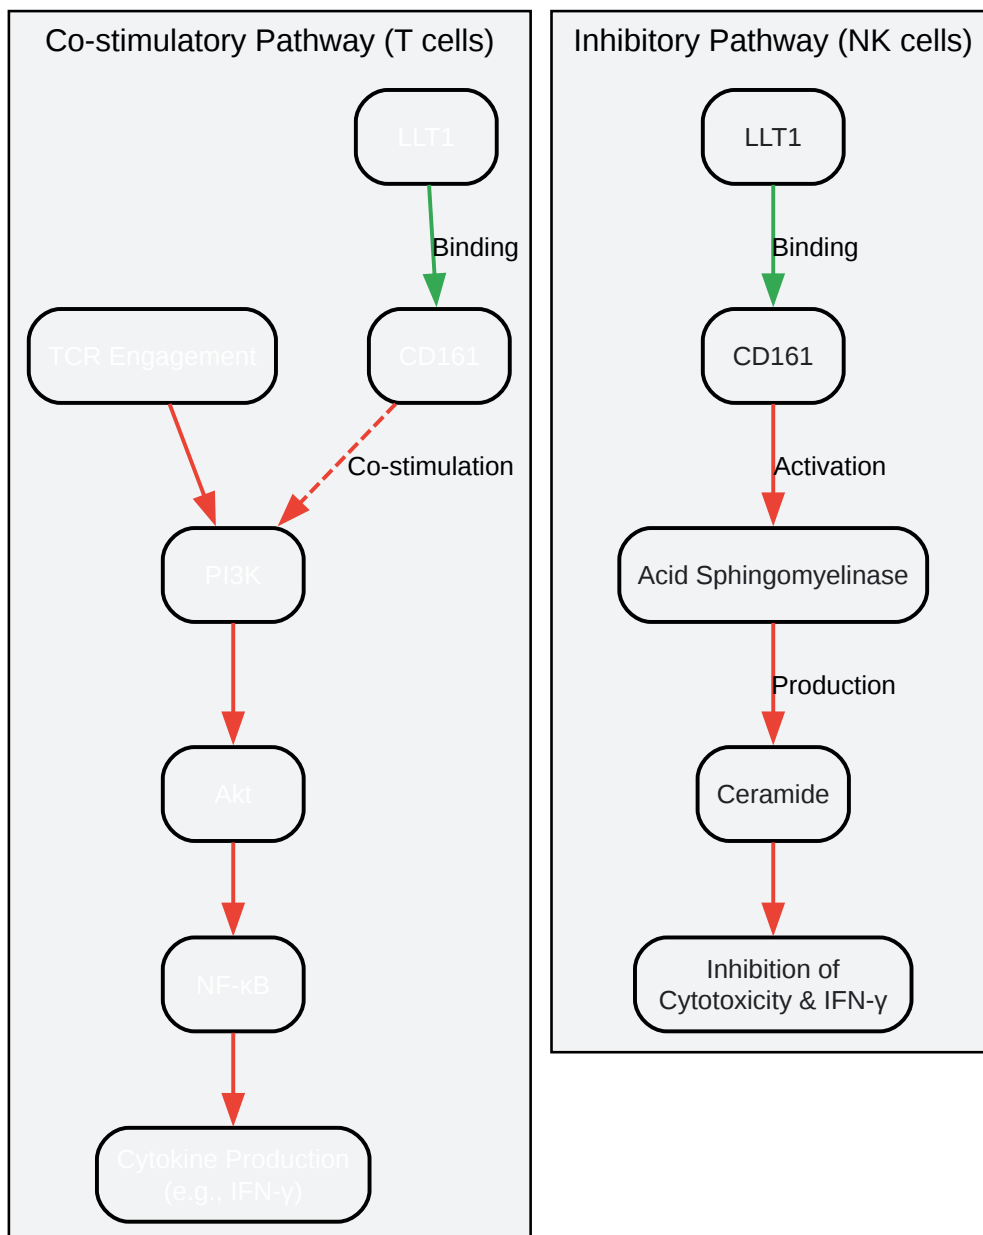 Co-stimulatory Pathway (T cells)
LLT1
Binding
TCR Engagement
CD161
Co-stimulation
PI3K
Akt
NF-κB
Cytokine Production
(e.g., IFN-γ)
Inhibitory Pathway (NK cells)
LLT1
Binding
CD161
Activation
Acid Sphingomyelinase
Production
Ceramide
Inhibition of
Cytotoxicity & IFN-γ